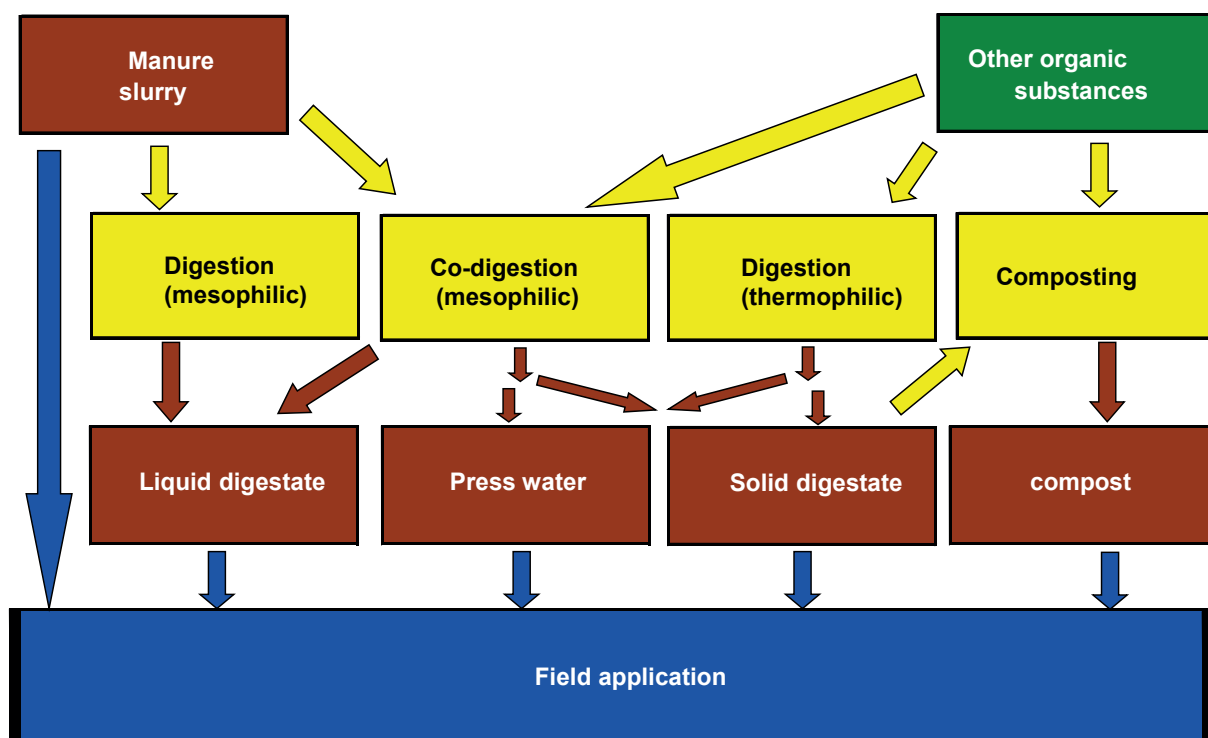 Manure
slurry
Other organic
substances
Digestion
(mesophilic)
Co-digestion
(mesophilic)
Digestion
(thermophilic)
Composting
Liquid digestate
Press water
Solid digestate
compost
Field application